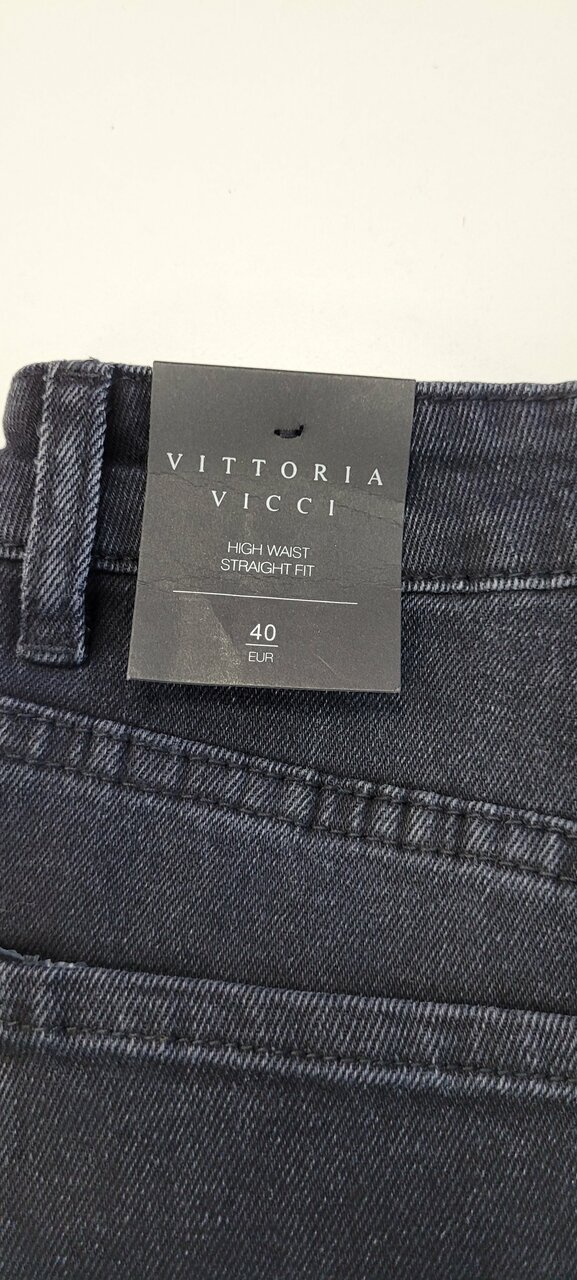 VITTORIA
VICCI
HIGH WAIST
STRAIGHT FIT
40
EUR